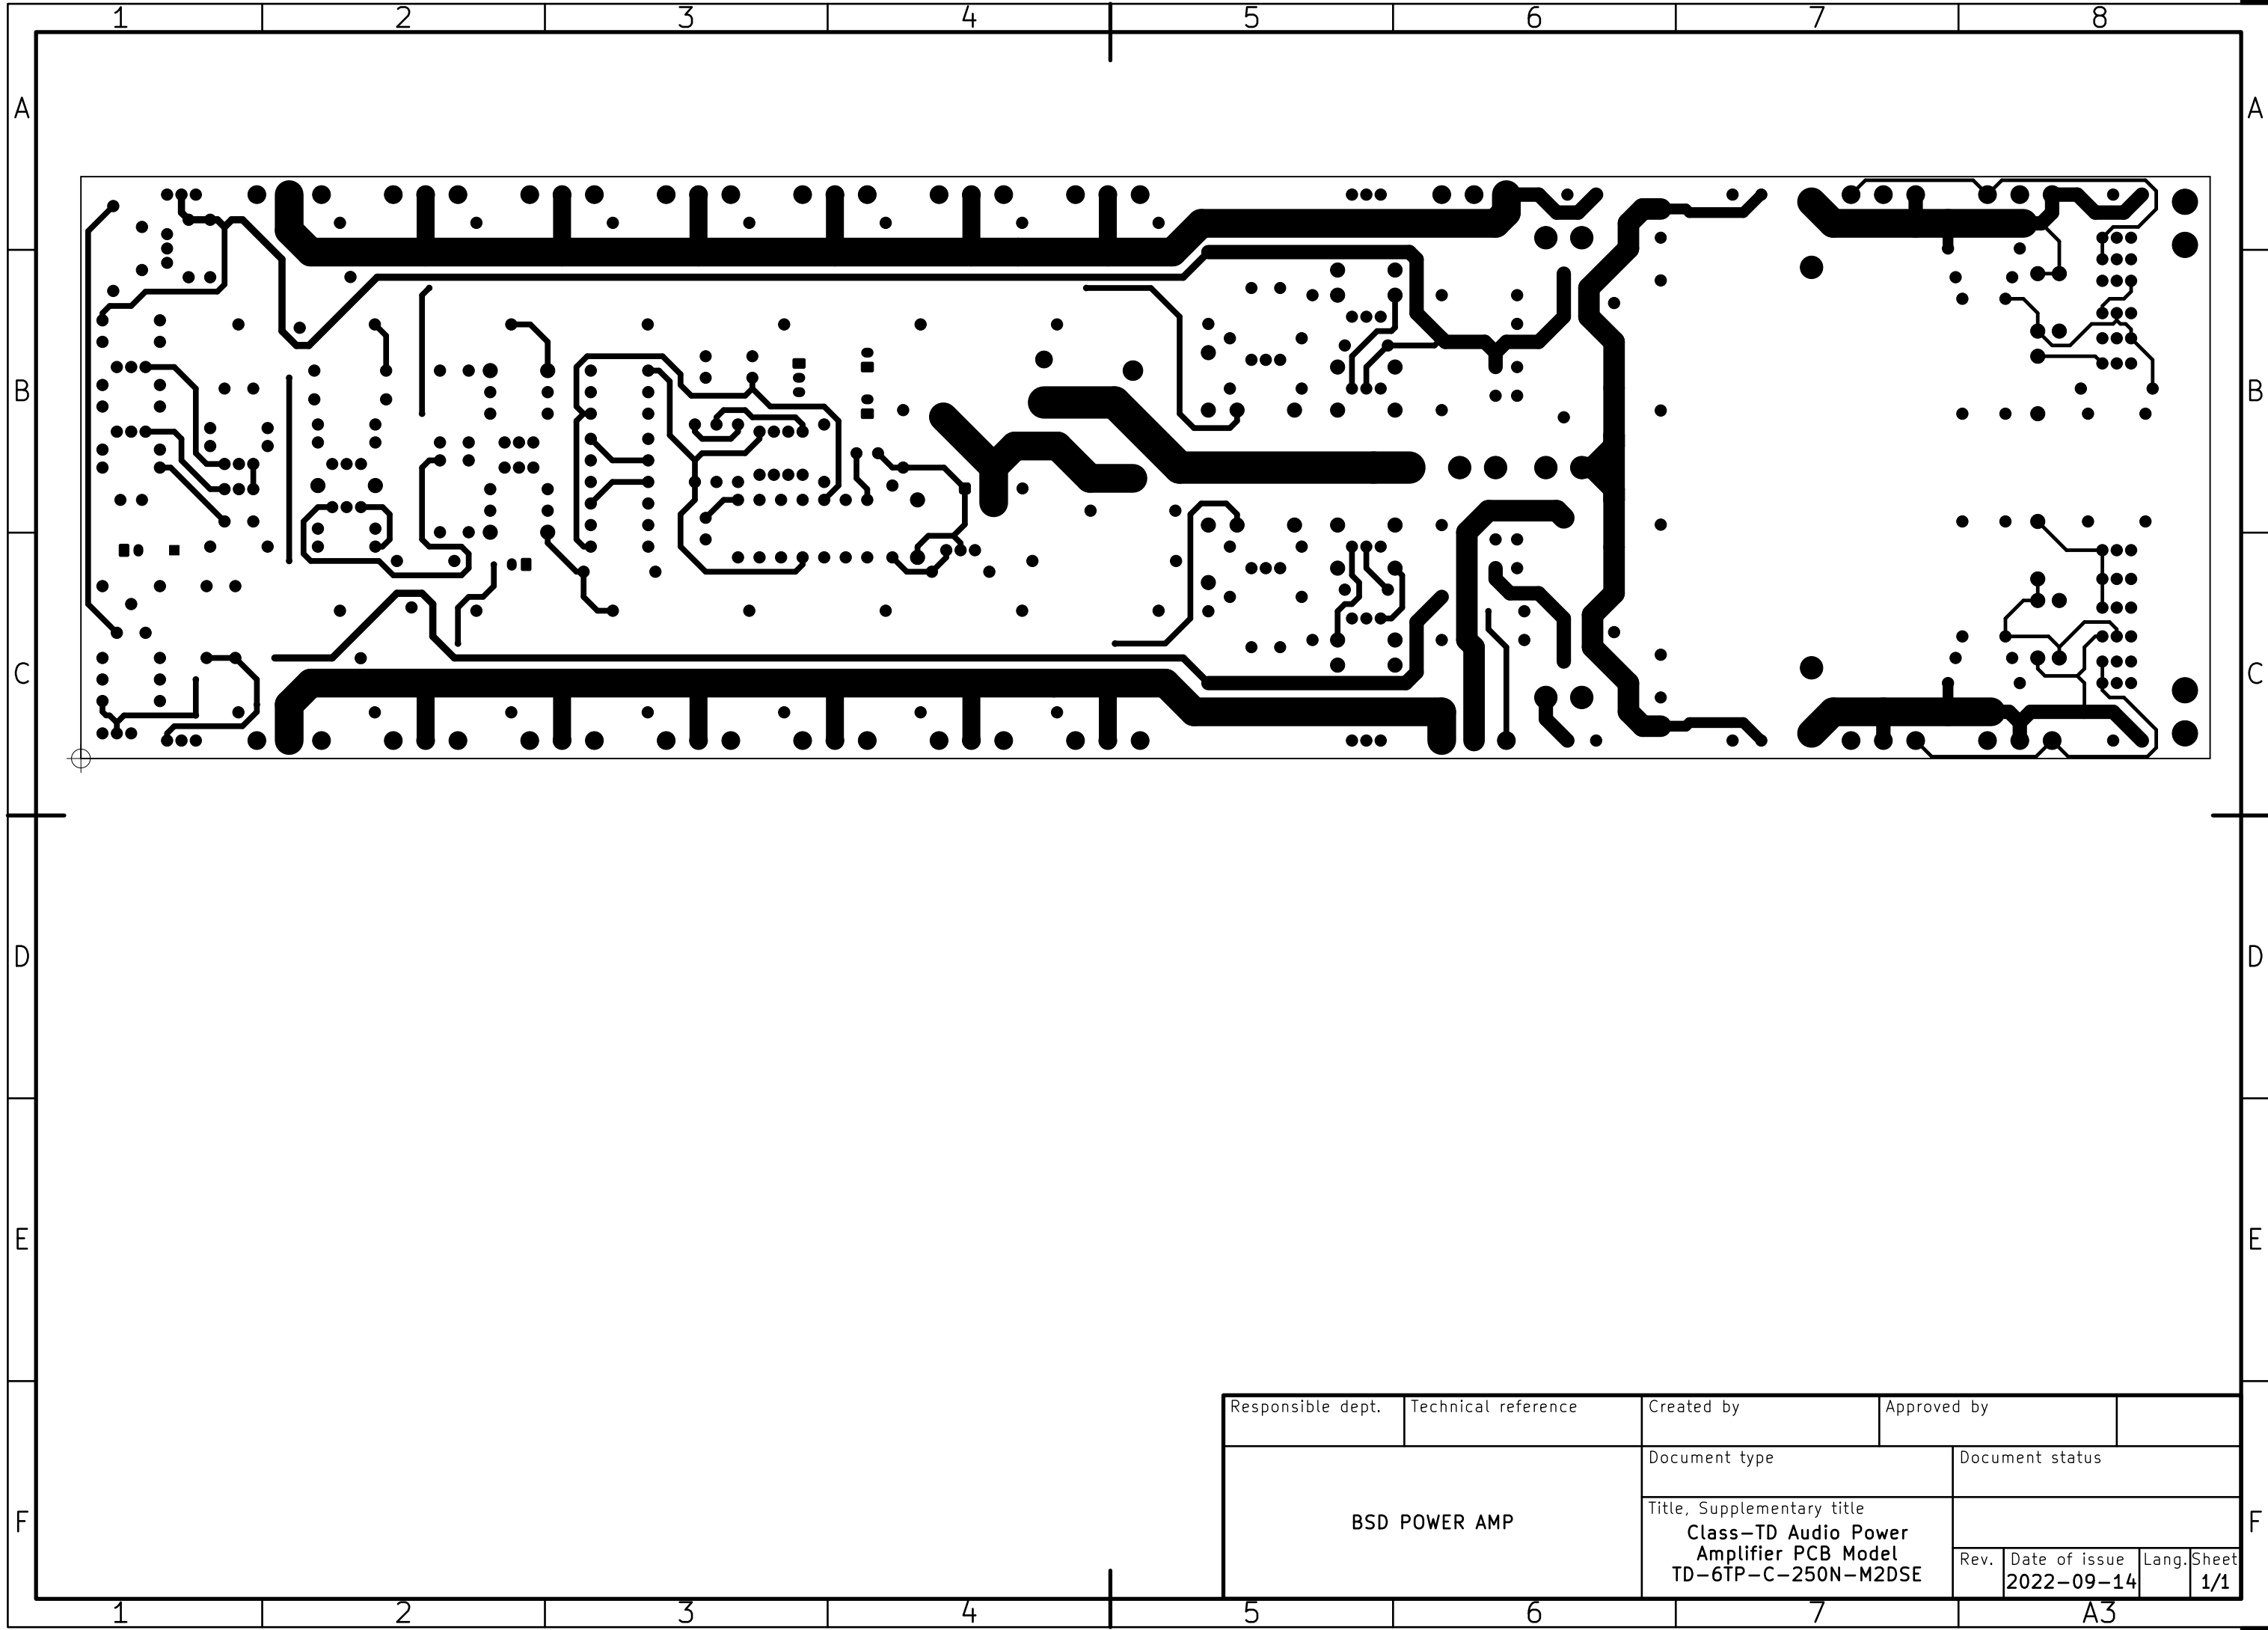 1 2 3 4 5 6 7 8
A A
B B
C C
D D
E E
Responsible dept. Technical reference Created by Approved by
Document type Document status
BSD POWER AMP
Title, Supplementary title
Class-TD Audio Power
Amplifier PCB Model
TD-6TP-C-250N-M2DSE
F F
Rev. Date of issue Lang. Sheet
2022-09-14 1/1
1 2 3 4 5 6 7 A3